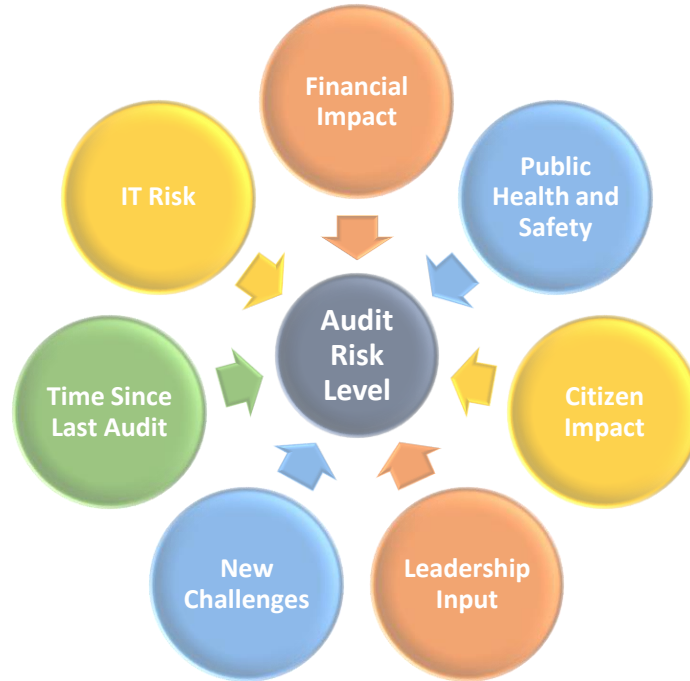 Financial
Impact
Public
Health and
Safety
Citizen
Impact
Leadership
Input
New
Challenges
Time Since
Last Audit
IT Risk
Audit
Risk
Level